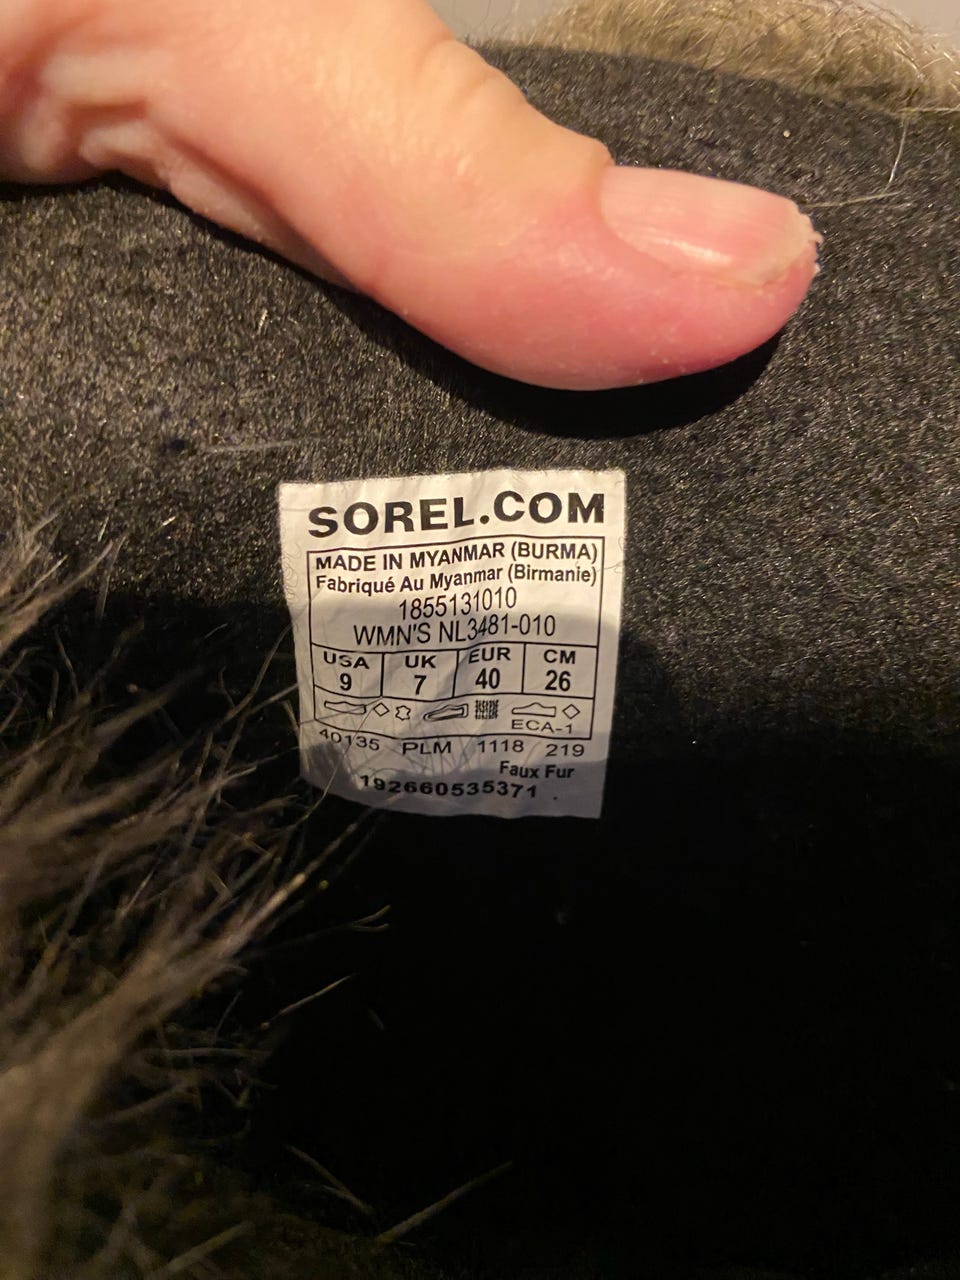 SOREL.COM
MADE IN MYANMAR (BURMA)
Fabriqué Au Myanmar (Birmanie)
1855131010
WMN'S NL3481-010
USA UK EUR CM
9 7 40 26
ECA-1
40135 PLM 1118 219
Faux Fur
192660535371